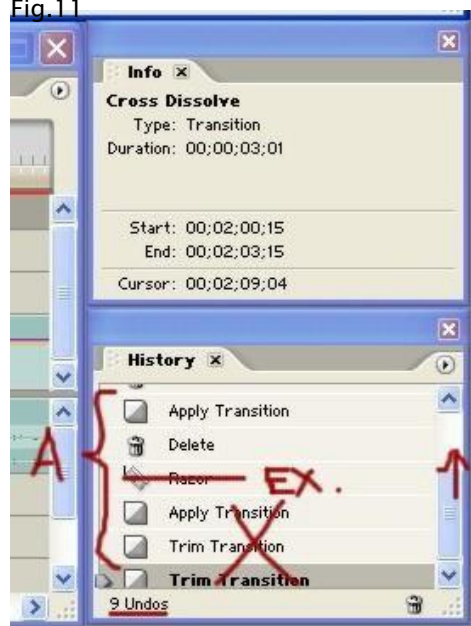 Fig.11
Info
Cross Dissolve
Type: Transition
Duration: 00;00;03;01
Start: 00;02;00;15
End: 00;02;03;15
Cursor: 00;02;09;04
History
Apply Transition
Delete
Razor EX.
Apply Transition
A
Trim Transition
Trim Transition
9 Undos